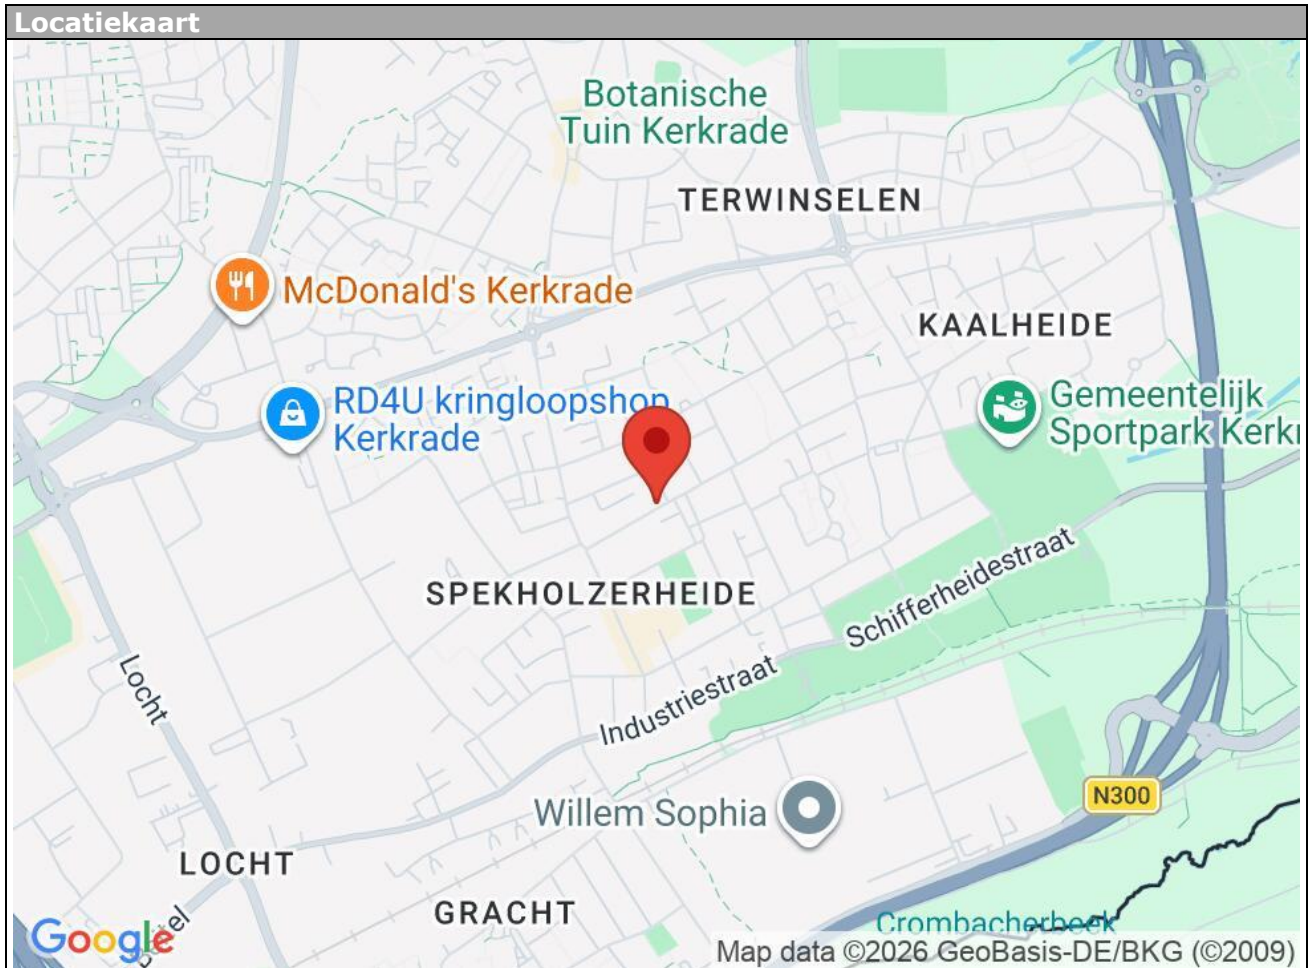 Locatiekaart
Botanische
Tuin Kerkrade
TERWINSELEN
McDonald's Kerkrade
KAALHEIDE
RD4U kringloopshop
Kerkrade
Gemeentelijk
Sportpark Kerkr
SPEKHOLZERHEIDE
Schifferheidestraat
Locht
Industriestraat
N300
Willem Sophia
LOCHT
GRACHT
Crombacherbeek
Google
Map data ©2026 GeoBasis-DE/BKG (©2009)